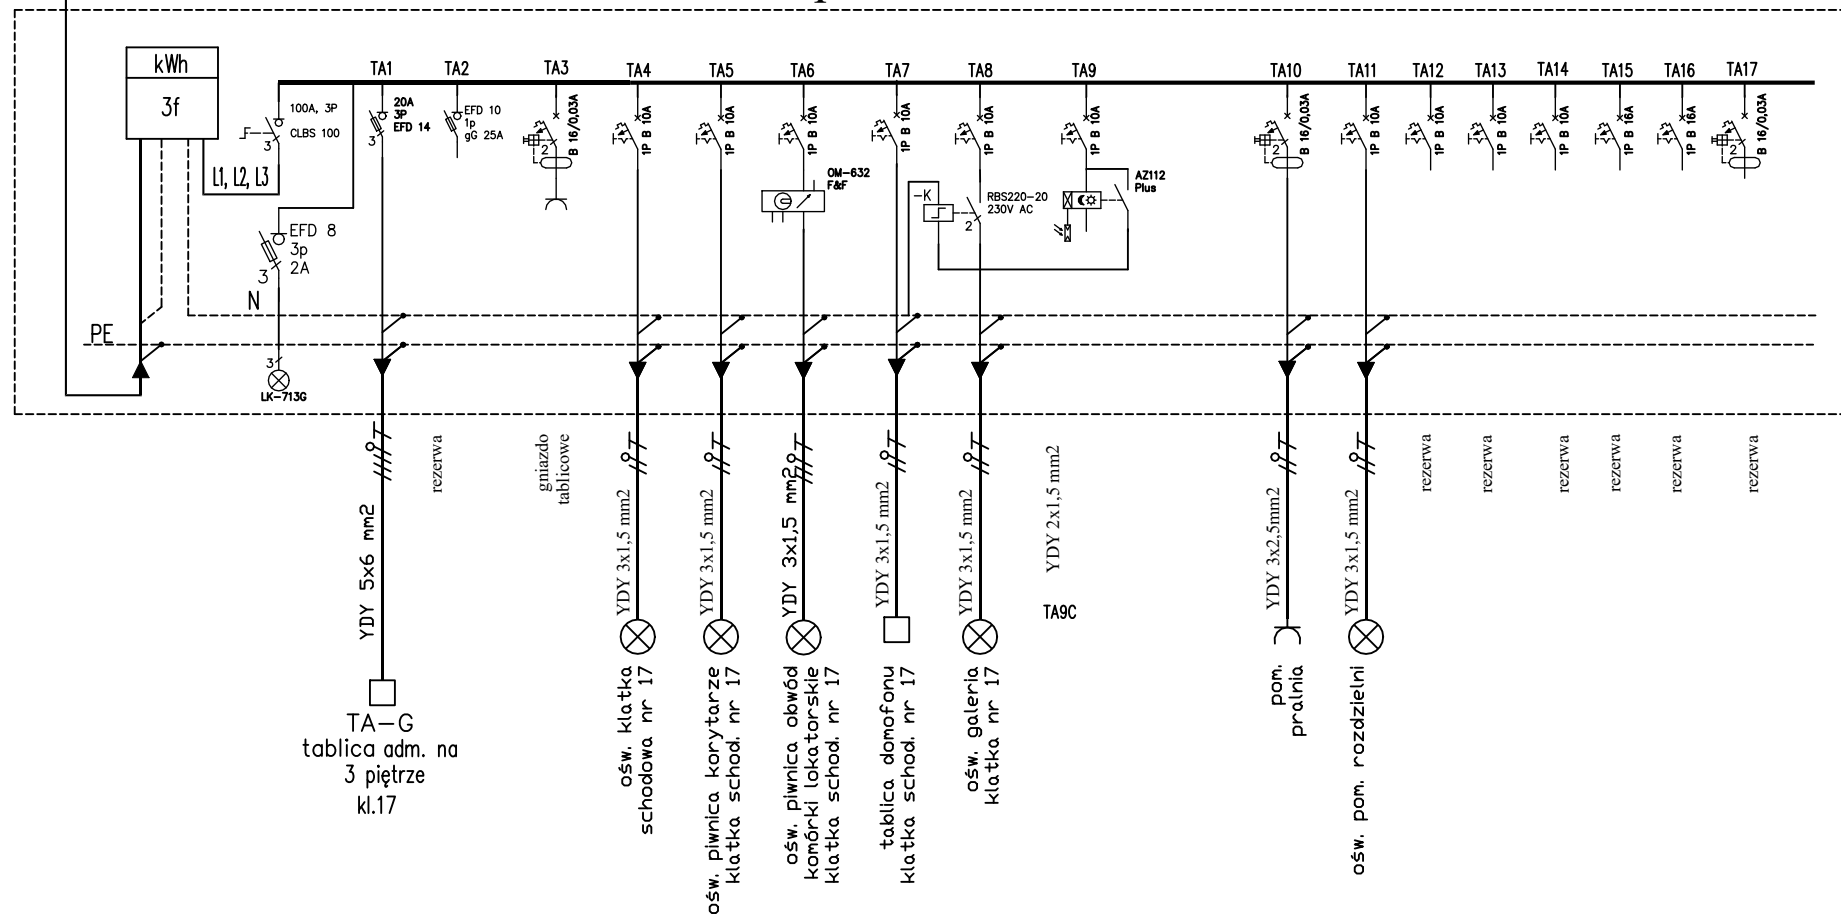 kWh
3f
L1, L2, L3
100A, 3P
CLBS 100
3
EFD 8
3p
2A
3
N
PE
3
LK-713G
TA1
20A
3P
EFD 14
3
TA2
EFD 10
1p
gG 25A
TA3
B 16/0,03A
2
TA4
1P B 10A
TA5
1P B 10A
TA6
1P B 10A
OM-632
F&F
TA7
1P B 10A
TA8
1P B 10A
-K
RBS220-20
230V AC
2
TA9
1P B 10A
AZ112
Plus
TA10
B 16/0,03A
2
TA11
1P B 10A
TA12
1P B 10A
TA13
1P B 10A
TA14
1P B 10A
TA15
1P B 16A
TA16
1P B 16A
TA17
B 16/0,03A
2
YDY 5x6 mm2
TA-G
tablica adm. na
3 piętrze
kl.17
rezerwa
gniazdo
tablicowe
YDY 3x1,5 mm2
ośw. klatka
schodowa nr 17
YDY 3x1,5 mm2
ośw. piwnica korytarze
klatka schod. nr 17
YDY 3x1,5 mm2
ośw. piwnica obwód
komórki lokatorskie
klatka schod. nr 17
YDY 3x1,5 mm2
tablica domofonu
klatka schod. nr 17
YDY 3x1,5 mm2
ośw. galeria
klatka nr 17
YDY 2x1,5 mm2
TA9C
YDY 3x2,5mm2
pom.
pralnia
YDY 3x1,5 mm2
ośw. pom. rozdzielni
rezerwa
rezerwa
rezerwa
rezerwa
rezerwa
rezerwa